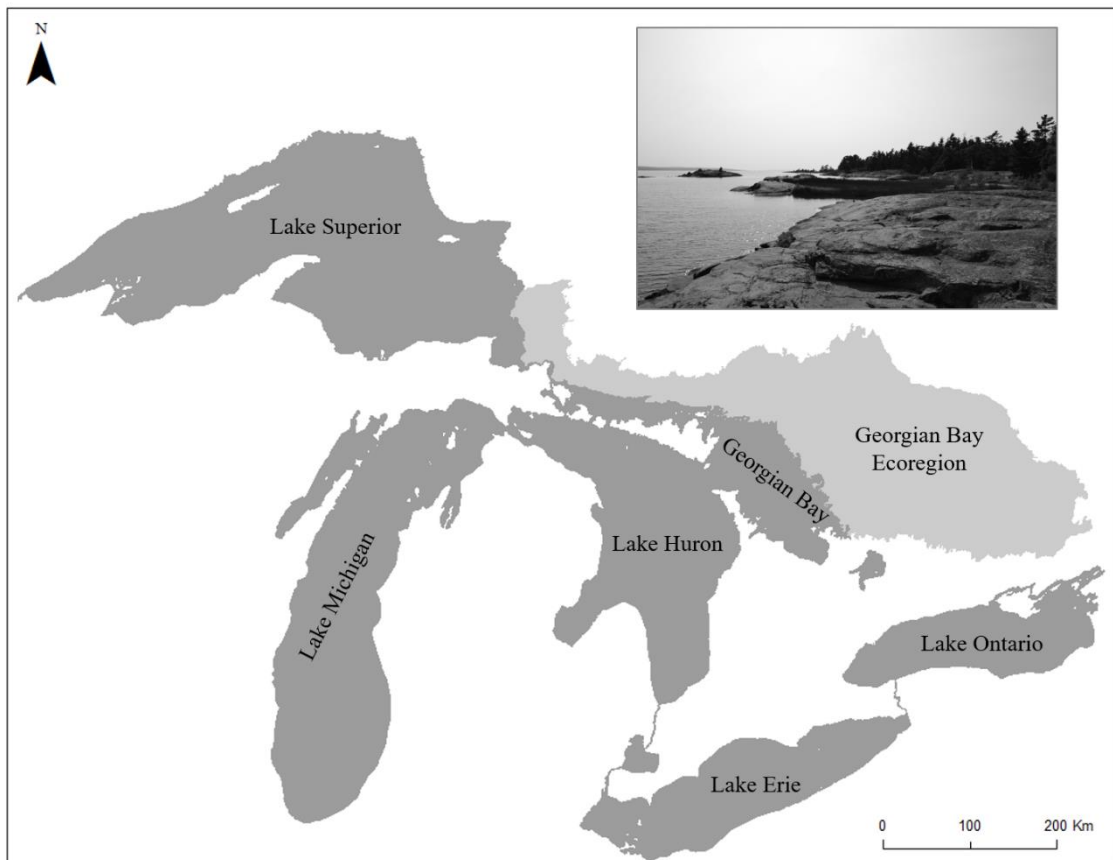 N
Lake Superior
Georgian Bay
Ecoregion
Georgian Bay
Lake Huron
Lake Michigan
Lake Ontario
Lake Erie
0 100 200 Km